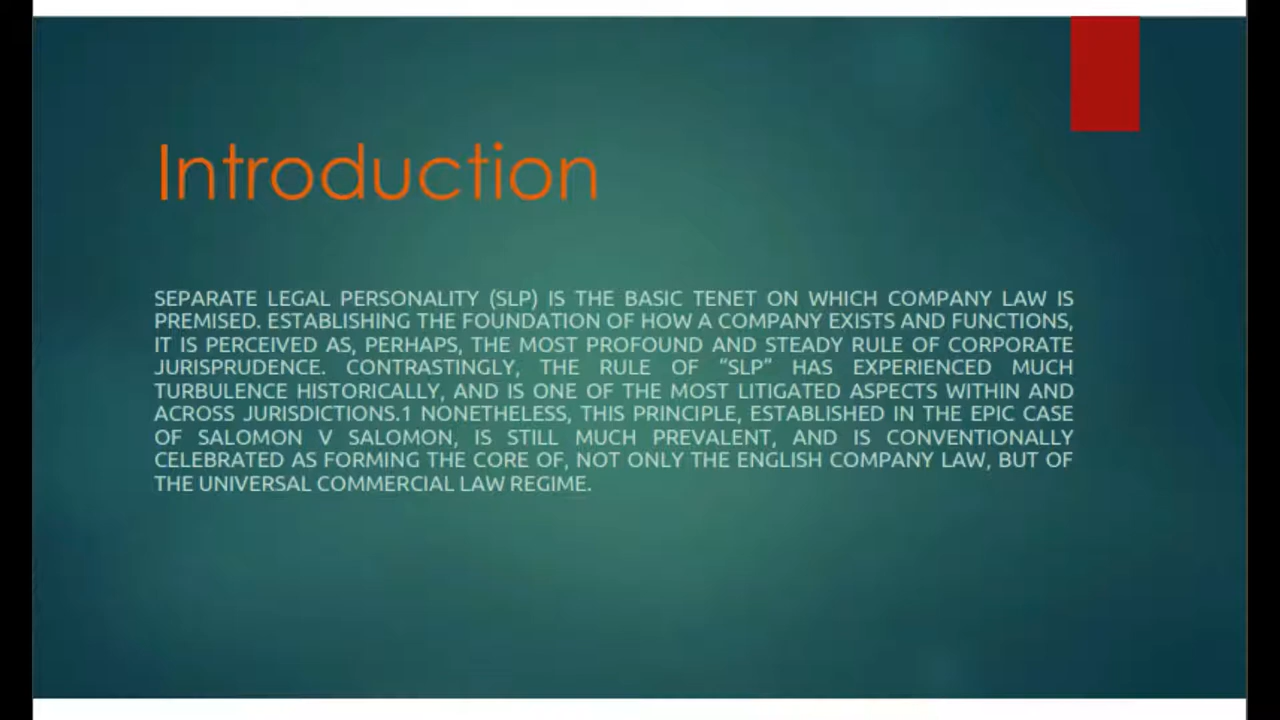 Introduction
SEPARATE LEGAL PERSONALITY (SLP) IS THE BASIC TENET ON WHICH COMPANY LAW IS
PREMISED. ESTABLISHING THE FOUNDATION OF HOW A COMPANY EXISTS AND FUNCTIONS,
IT IS PERCEIVED AS, PERHAPS, THE MOST PROFOUND AND STEADY RULE OF CORPORATE
JURISPRUDENCE. CONTRASTINGLY, THE RULE OF “SLP” HAS EXPERIENCED MUCH
TURBULENCE HISTORICALLY, AND IS ONE OF THE MOST LITIGATED ASPECTS WITHIN AND
ACROSS JURISDICTIONS.1 NONETHELESS, THIS PRINCIPLE, ESTABLISHED IN THE EPIC CASE
OF SALOMON V SALOMON, IS STILL MUCH PREVALENT, AND IS CONVENTIONALLY
CELEBRATED AS FORMING THE CORE OF, NOT ONLY THE ENGLISH COMPANY LAW, BUT OF
THE UNIVERSAL COMMERCIAL LAW REGIME.